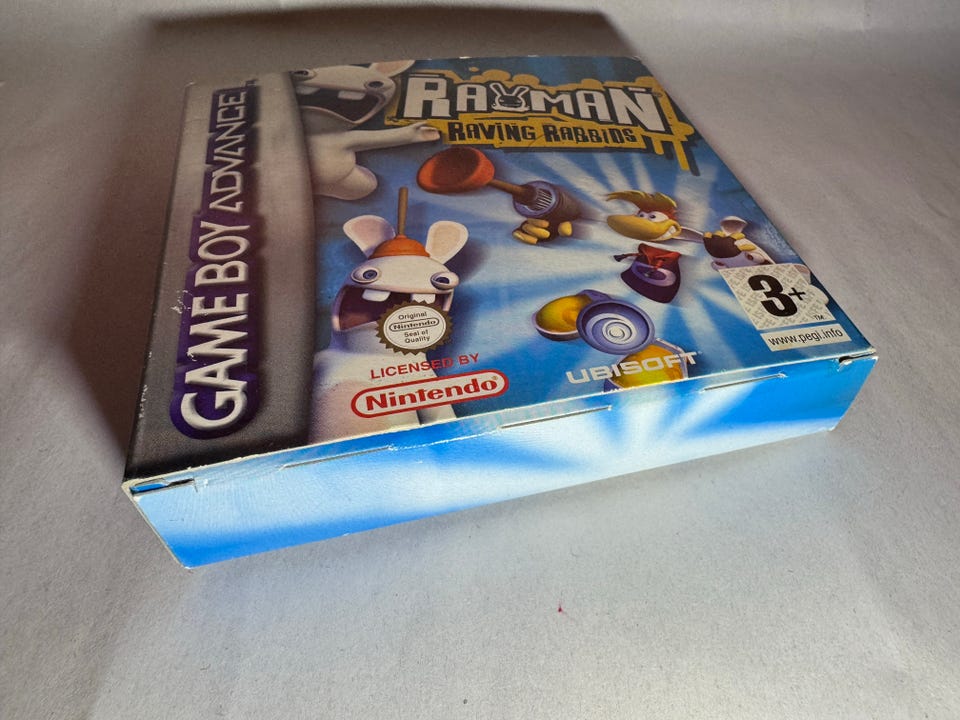 GAME BOY ADVANCE
RAYMAN
RAVING RABBIDS
Original
Nintendo
Seal of
Quality
LICENSED BY
Nintendo®
UBISOFT
3+
™
www.pegi.info